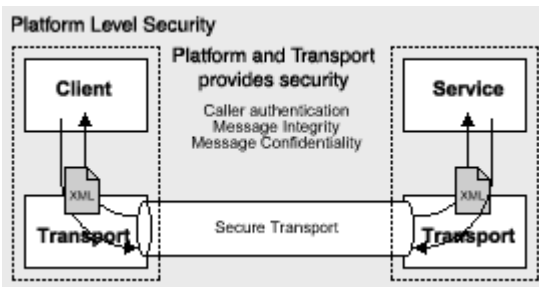 Platform Level Security
Platform and Transport
provides security
Client
Service
Caller authentication
Message Integrity
Message Confidentiality
XML
XML
Secure Transport
Transport
Transport